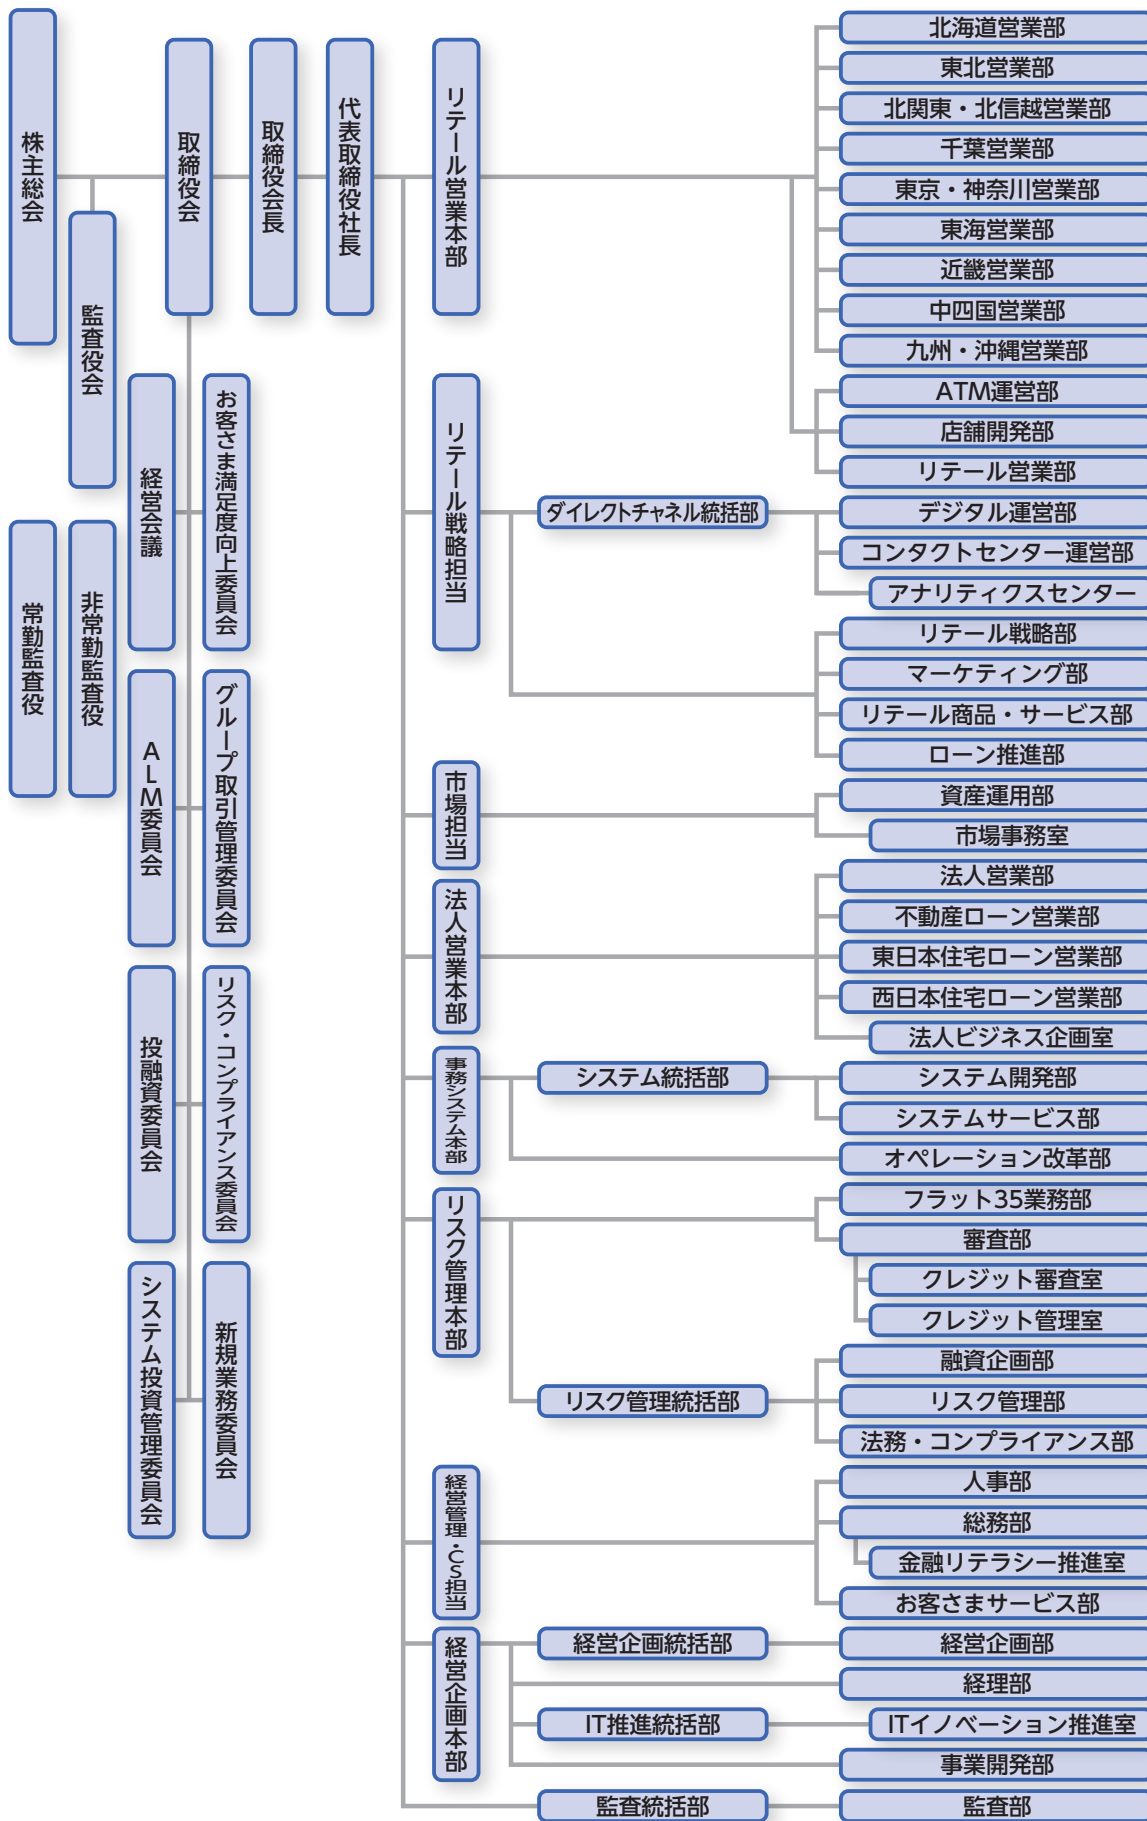 株主総会
監査役会
常勤監査役
非常勤監査役
取締役会
経営会議
お客さま満足度向上委員会
ALM委員会
グループ取引管理委員会
投融資委員会
リスク・コンプライアンス委員会
システム投資管理委員会
新規業務委員会
取締役会長
代表取締役社長
リテール営業本部
北海道営業部
東北営業部
北関東・北信越営業部
千葉営業部
東京・神奈川営業部
東海営業部
近畿営業部
中四国営業部
九州・沖縄営業部
ATM運営部
店舗開発部
リテール営業部
リテール戦略担当
ダイレクトチャネル統括部
デジタル運営部
コンタクトセンター運営部
アナリティクスセンター
リテール戦略部
マーケティング部
リテール商品・サービス部
ローン推進部
市場担当
資産運用部
市場事務室
法人営業本部
法人営業部
不動産ローン営業部
東日本住宅ローン営業部
西日本住宅ローン営業部
法人ビジネス企画室
事務システム本部
システム統括部
システム開発部
システムサービス部
オペレーション改革部
リスク管理本部
フラット35業務部
審査部
クレジット審査室
クレジット管理室
リスク管理統括部
融資企画部
リスク管理部
法務・コンプライアンス部
経営管理・CS担当
人事部
総務部
金融リテラシー推進室
お客さまサービス部
経営企画本部
経営企画統括部
経営企画部
経理部
IT推進統括部
ITイノベーション推進室
事業開発部
監査統括部
監査部